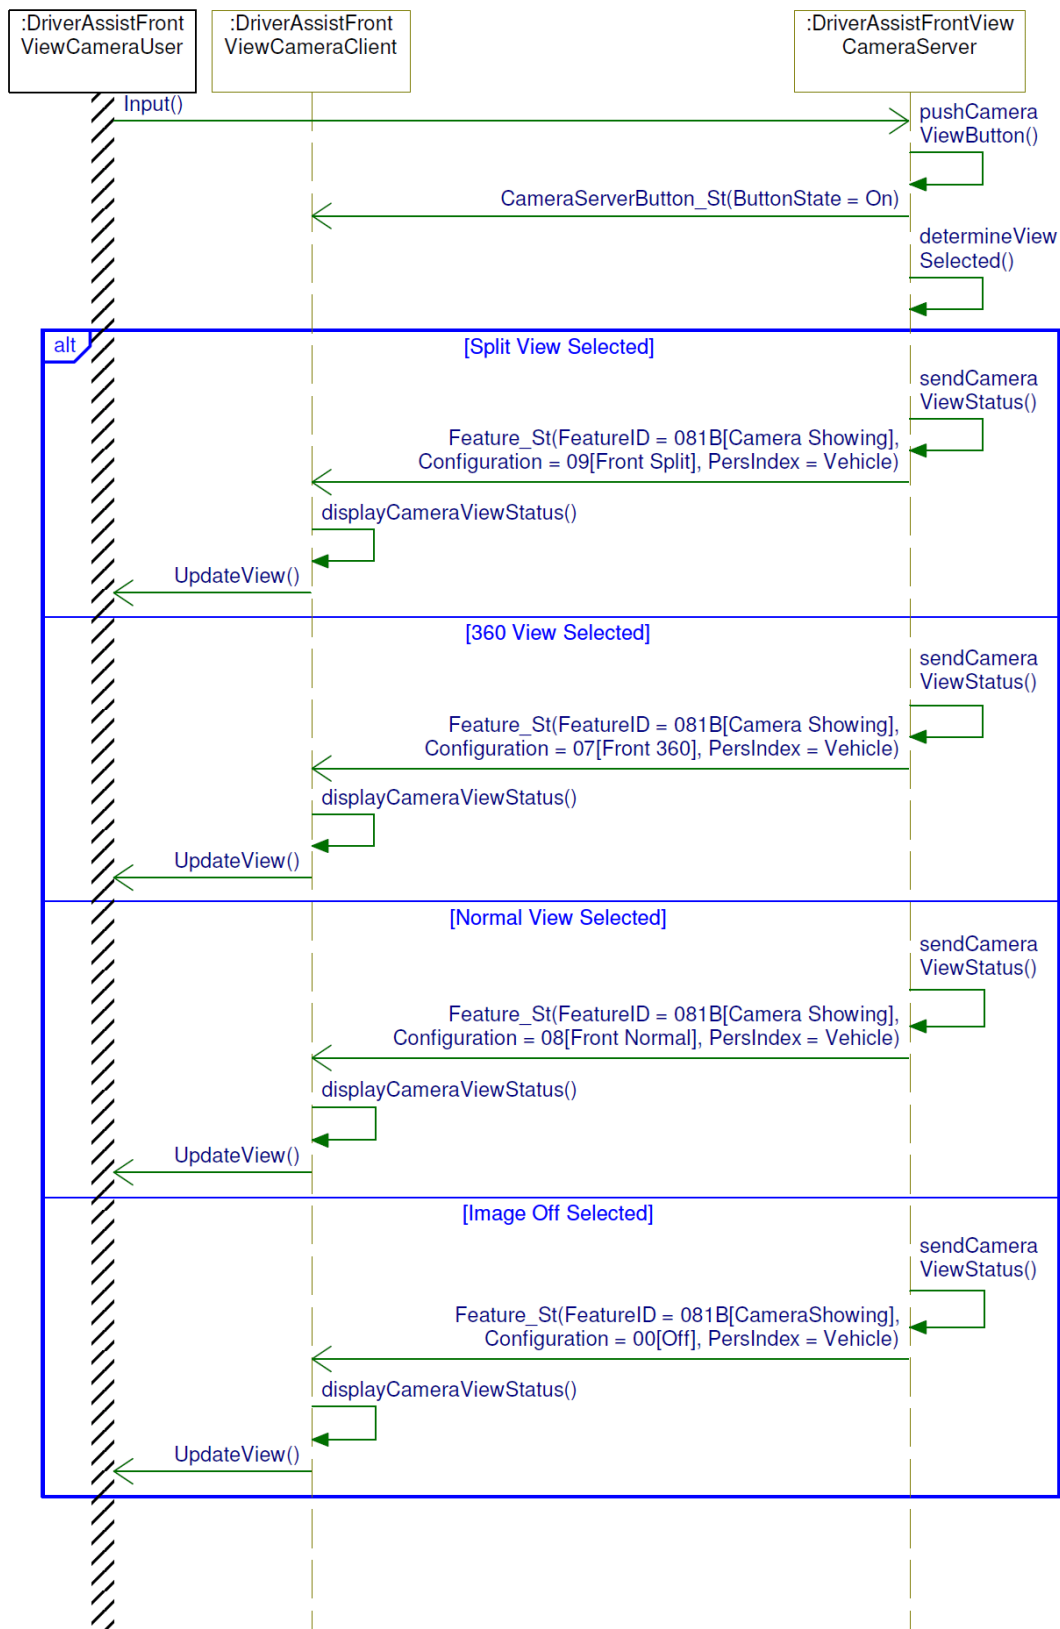 :DriverAssistFront
ViewCameraUser
:DriverAssistFront
ViewCameraClient
:DriverAssistFrontView
CameraServer
Input()
pushCamera
ViewButton()
CameraServerButton_St(ButtonState = On)
determineView
Selected()
alt
[Split View Selected]
sendCamera
ViewStatus()
Feature_St(FeatureID = 081B[Camera Showing],
Configuration = 09[Front Split], PersIndex = Vehicle)
displayCameraViewStatus()
UpdateView()
[360 View Selected]
sendCamera
ViewStatus()
Feature_St(FeatureID = 081B[Camera Showing],
Configuration = 07[Front 360], PersIndex = Vehicle)
displayCameraViewStatus()
UpdateView()
[Normal View Selected]
sendCamera
ViewStatus()
Feature_St(FeatureID = 081B[Camera Showing],
Configuration = 08[Front Normal], PersIndex = Vehicle)
displayCameraViewStatus()
UpdateView()
[Image Off Selected]
sendCamera
ViewStatus()
Feature_St(FeatureID = 081B[CameraShowing],
Configuration = 00[Off], PersIndex = Vehicle)
displayCameraViewStatus()
UpdateView()